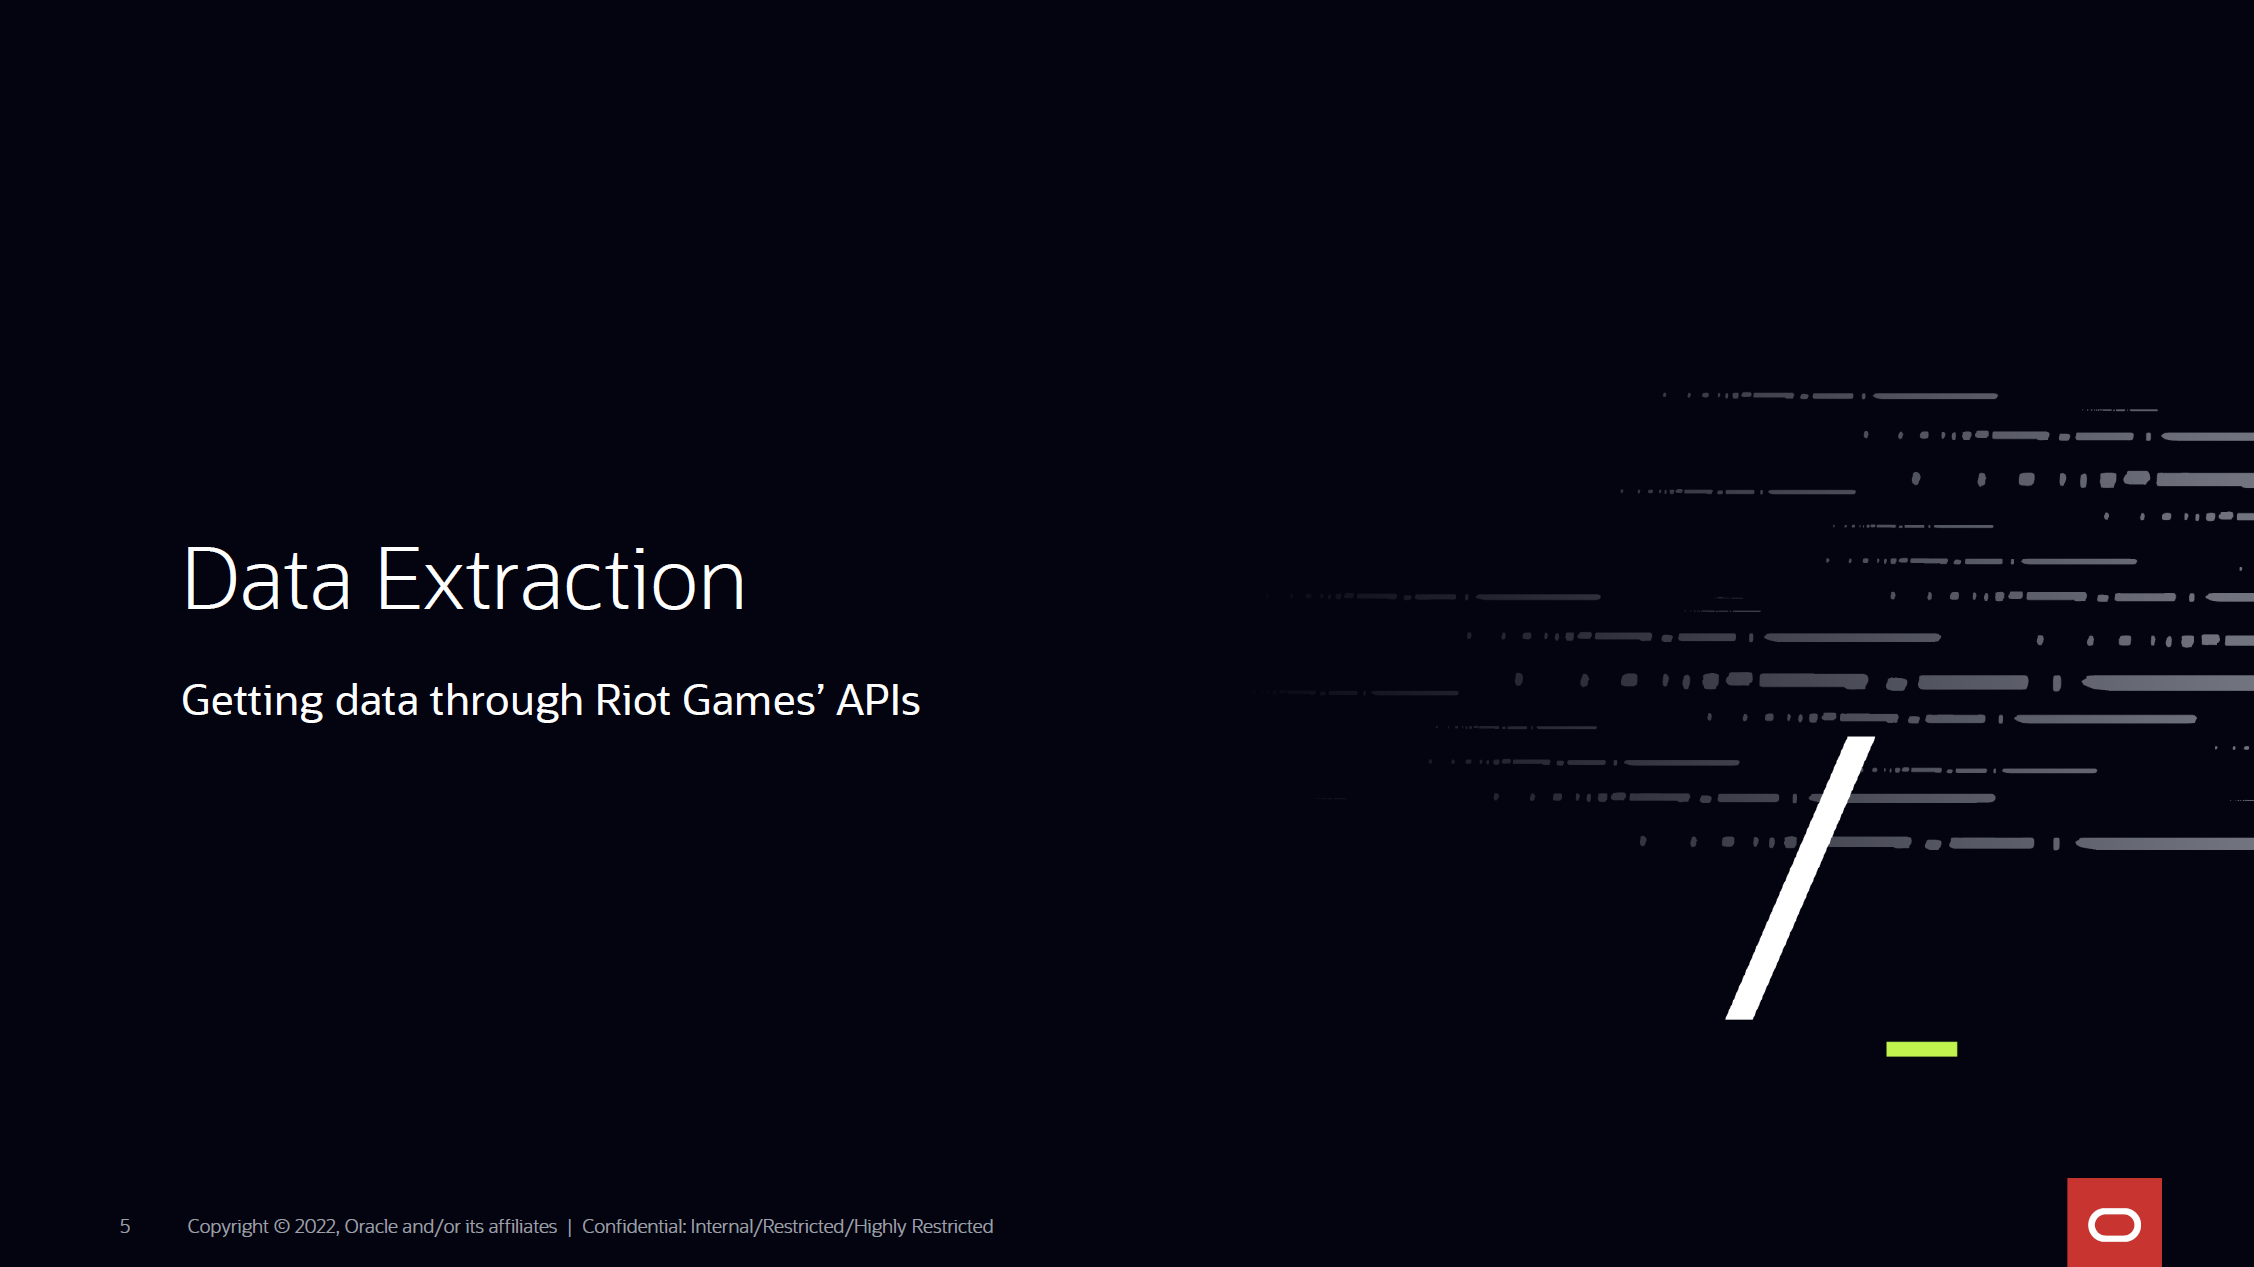 Data Extraction
Getting data through Riot Games’ APIs
5 Copyright © 2022, Oracle and/or its affiliates | Confidential: Internal/Restricted/Highly Restricted